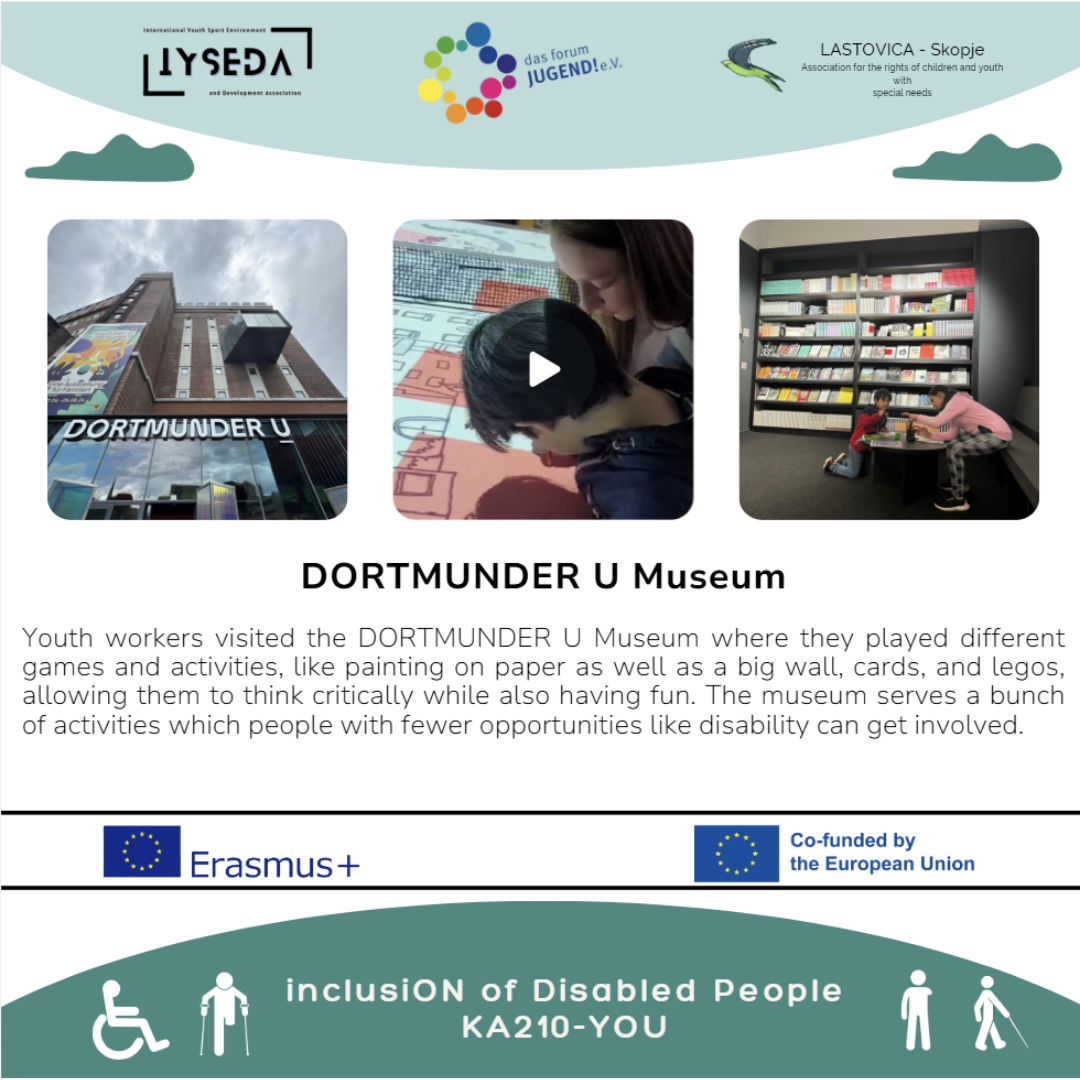 International Youth Sport Environment
IYSEDA
and Development Association
das forum
JUGEND! e.V.
LASTOVICA - Skopje
Association for the rights of children and youth
with
special needs
DORTMUNDER U
DORTMUNDER U Museum
Youth workers visited the DORTMUNDER U Museum where they played different
games and activities, like painting on paper as well as a big wall, cards, and legos,
allowing them to think critically while also having fun. The museum serves a bunch
of activities which people with fewer opportunities like disability can get involved.
Erasmus+
Co-funded by
the European Union
inclusiON of Disabled People
KA210-YOU